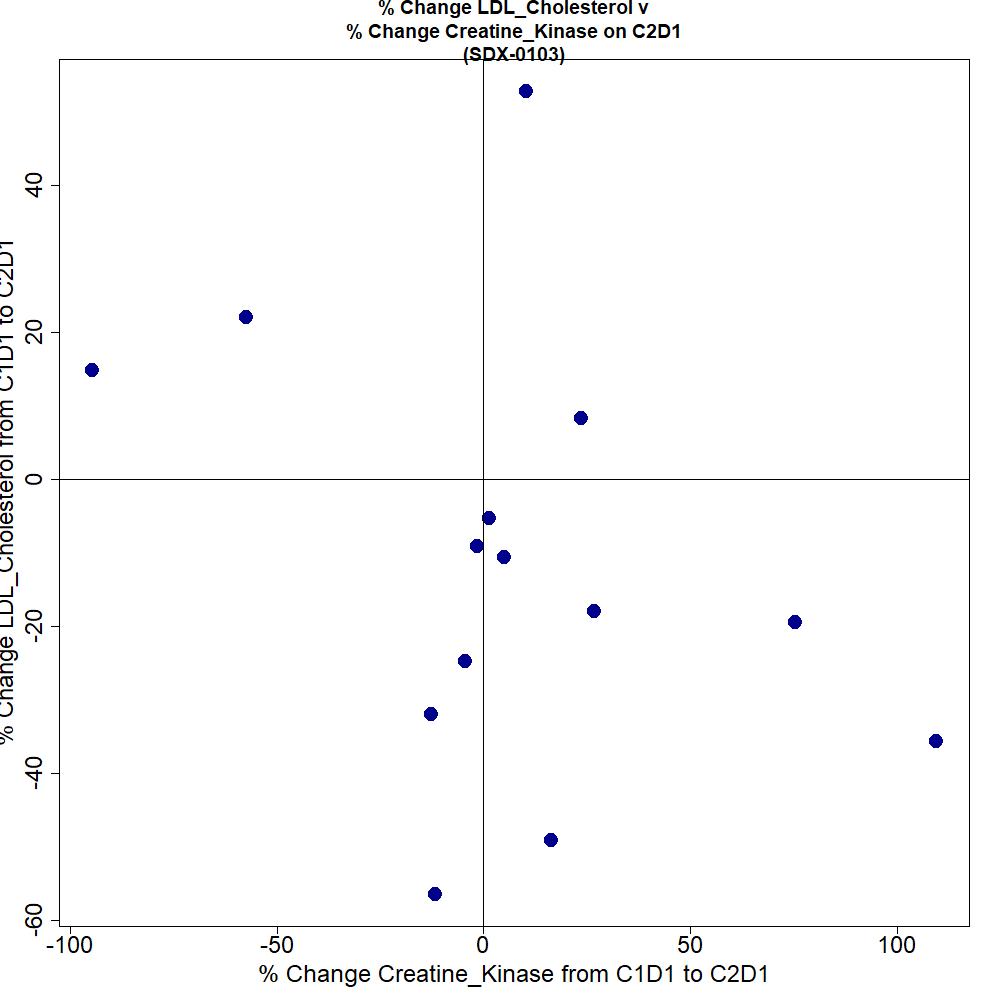 % Change LDL_Cholesterol v
% Change Creatine_Kinase on C2D1
(SDX-0103)
% Change LDL_Cholesterol from C1D1 to C2D1
40
20
0
-20
-40
-60
-100
-50
0
50
100
% Change Creatine_Kinase from C1D1 to C2D1